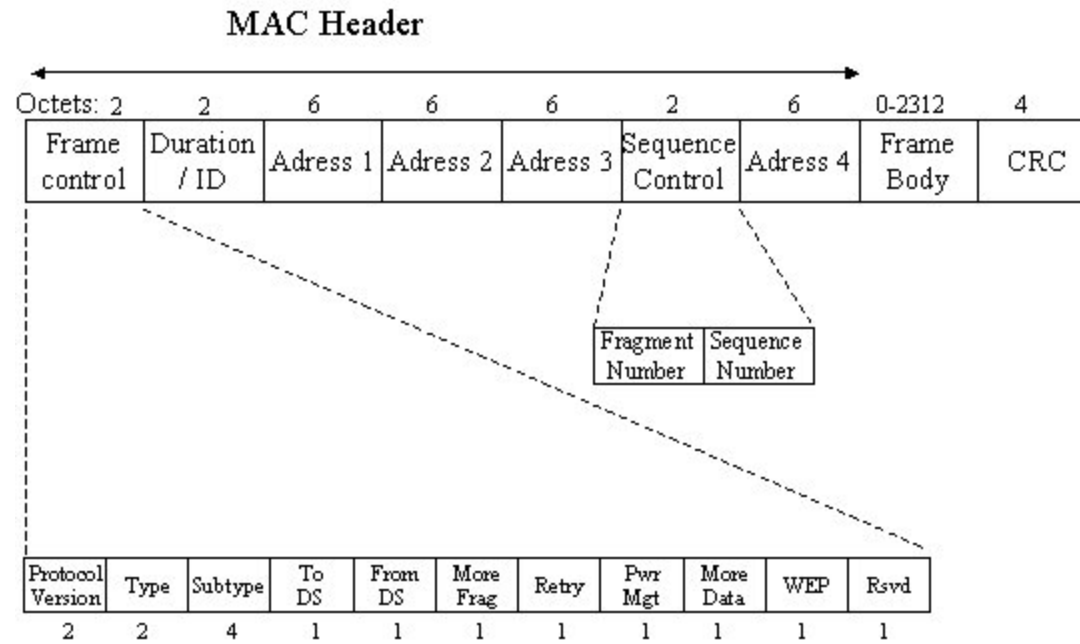 MAC Header
Octets: 2 2 6 6 6 2 6 0-2312 4
Frame control
Duration / ID
Adress 1
Adress 2
Adress 3
Sequence Control
Adress 4
Frame Body
CRC
Fragment Number
Sequence Number
Protocol Version
Type
Subtype
To DS
From DS
More Frag
Retry
Pwr Mgt
More Data
WEP
Rsvd
2 2 4 1 1 1 1 1 1 1 1